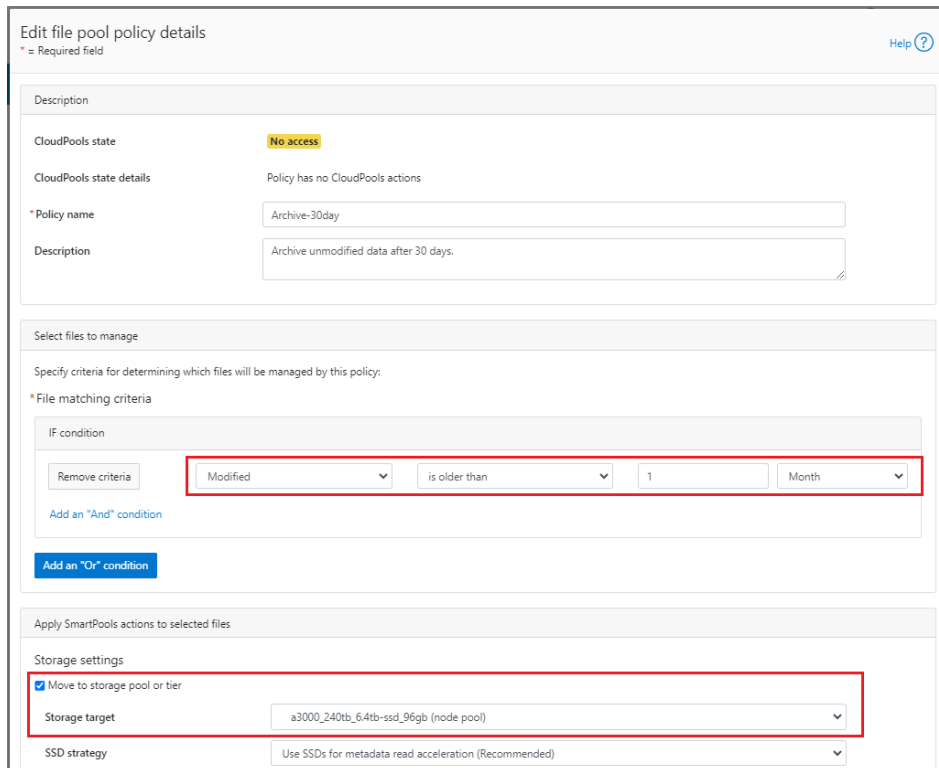 Edit file pool policy details
* = Required field
Help ?
Description
CloudPools state No access
CloudPools state details Policy has no CloudPools actions
* Policy name Archive-30day
Description Archive unmodified data after 30 days.
Select files to manage
Specify criteria for determining which files will be managed by this policy:
* File matching criteria
IF condition
Remove criteria Modified is older than 1 Month
Add an "And" condition
Add an "Or" condition
Apply SmartPools actions to selected files
Storage settings
Move to storage pool or tier
Storage target a3000_240tb_6.4tb-ssd_96gb (node pool)
SSD strategy Use SSDs for metadata read acceleration (Recommended)